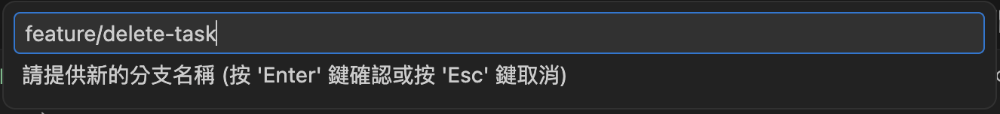 feature/delete-task
請提供新的分支名稱 (按 'Enter' 鍵確認或按 'Esc' 鍵取消)